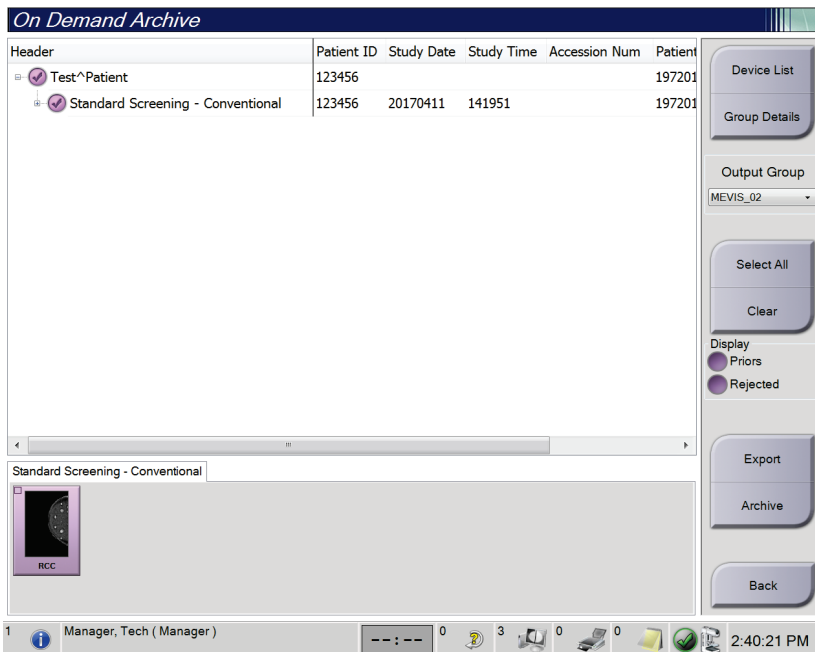 On Demand Archive
Header Patient ID Study Date Study Time Accession Num Patient
Test^Patient 123456 197201
Standard Screening - Conventional 123456 20170411 141951 197201
Device List
Group Details
Output Group
MEVIS_02
Select All
Clear
Display
Priors
Rejected
Export
Archive
Back
Standard Screening - Conventional
RCC
1 Manager, Tech ( Manager ) --:-- 0 3 0 0 2:40:21 PM